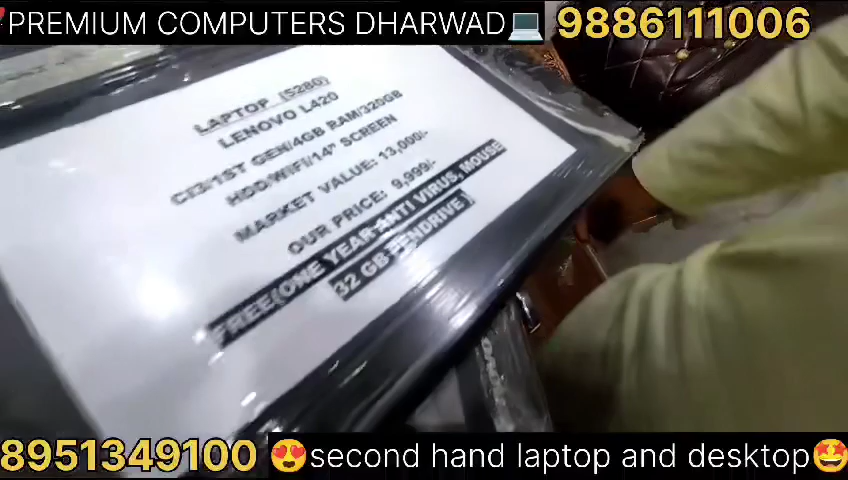 PREMIUM COMPUTERS DHARWAD💻 9886111006
LAPTOP (5280)
LENOVO L420
CI3/1ST GEN/4GB RAM/320GB
HDD/WIFI/14" SCREEN
MARKET VALUE: 13,000/-
OUR PRICE: 9,999/-
FREE(ONE YEAR ANTI VIRUS, MOUSE
32 GB PENDRIVE)
8951349100 😍second hand laptop and desktop🤩